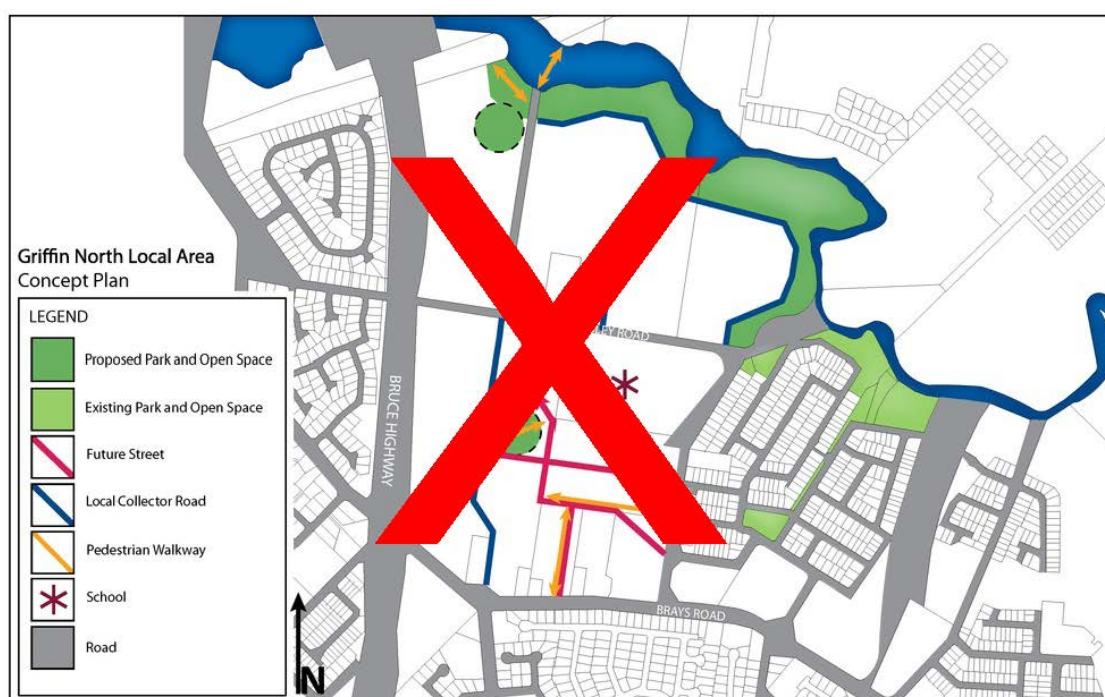 Griffin North Local Area
Concept Plan
LEGEND
Proposed Park and Open Space
Existing Park and Open Space
Future Street
Local Collector Road
Pedestrian Walkway
School
Road
N
BRUCE HIGHWAY
ROAD
BRAYS ROAD